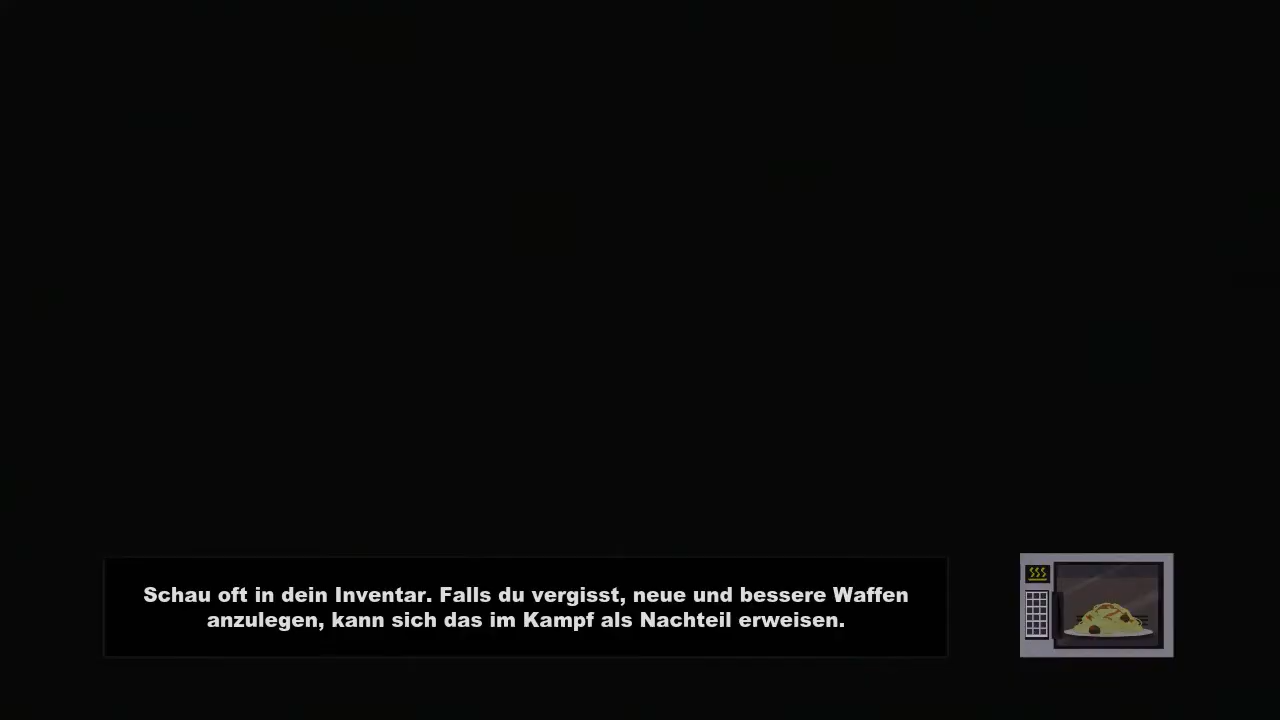 Schau oft in dein Inventar. Falls du vergisst, neue und bessere Waffen
anzulegen, kann sich das im Kampf als Nachteil erweisen.